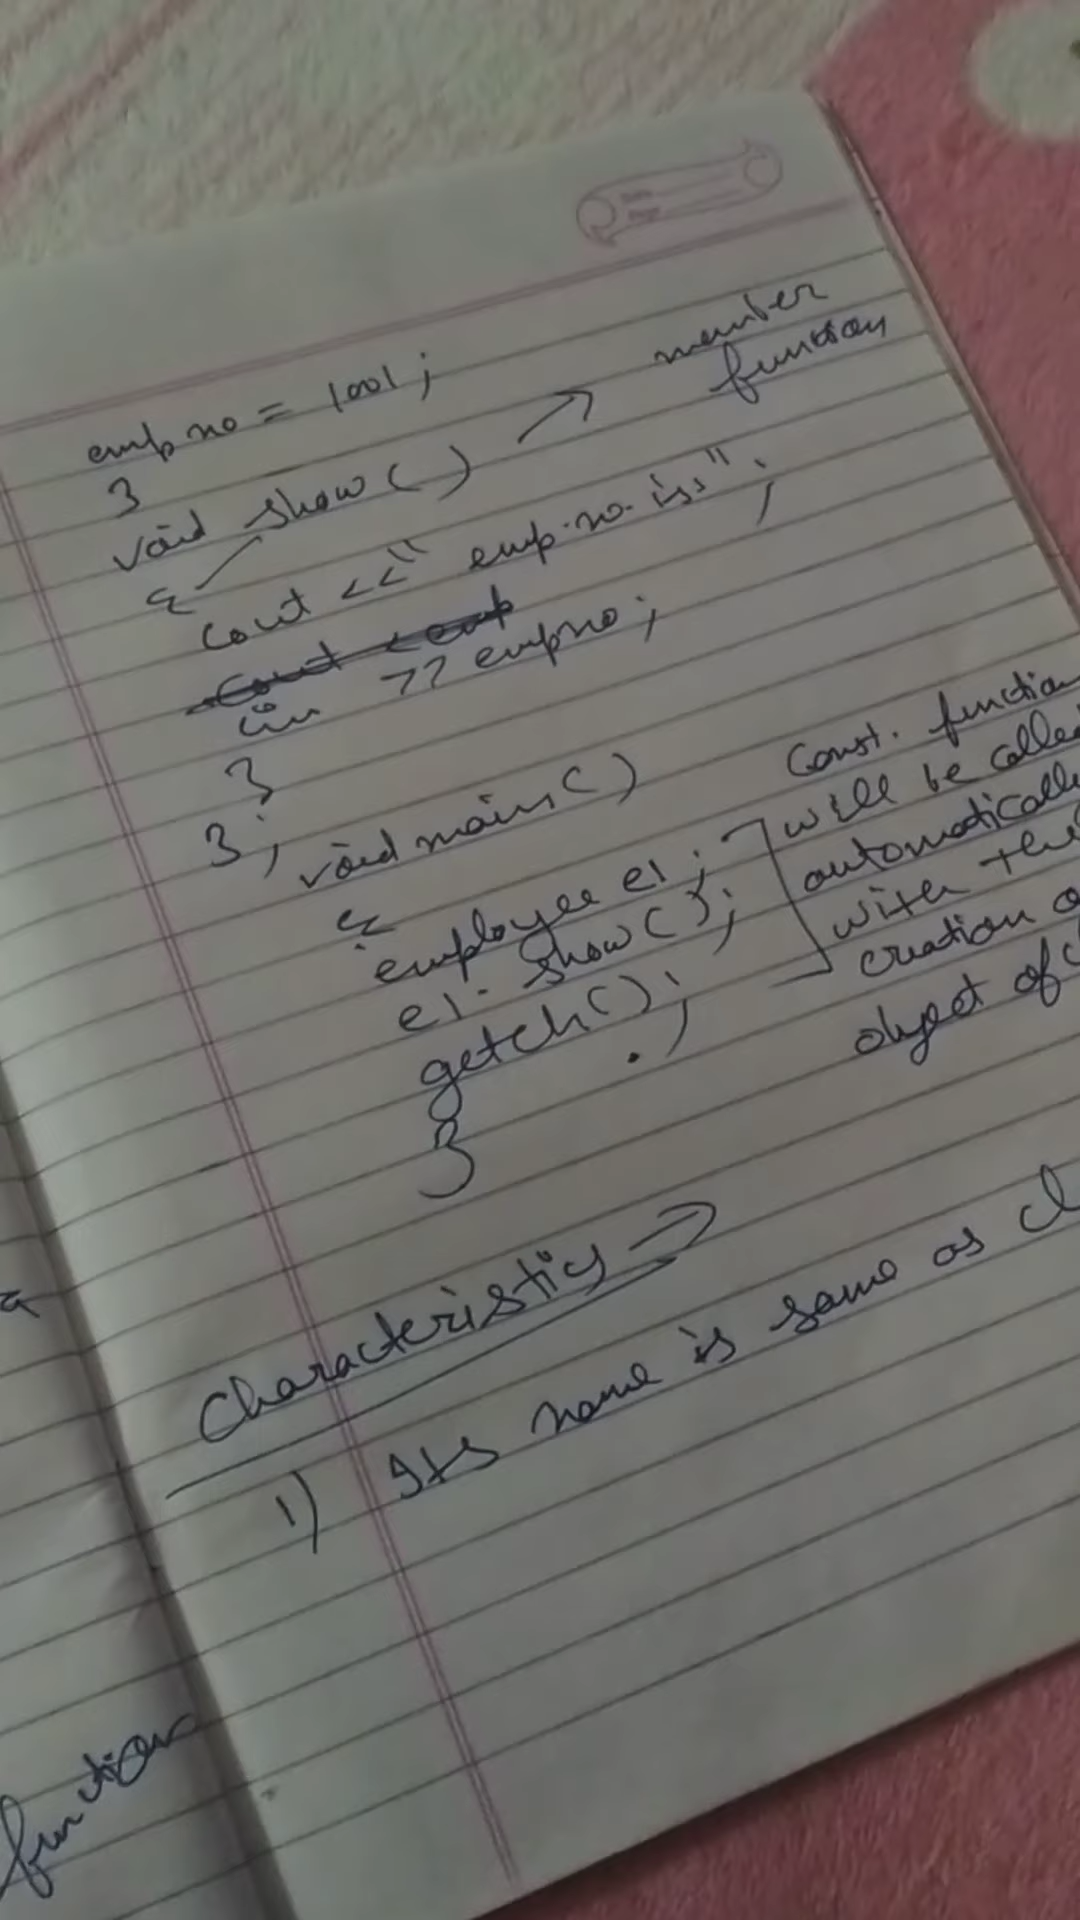 emp no = 1001;
}
void show ( ) → member
function
{
cout << " emp. no. is:";
cin >> empno;
}
};
void main ( )
{
employee e1;
e1. show ( );
getch();
}
Const. function
will be called
automatically
with the
creation
object of
Characteristics →
1) Its name is same as
function